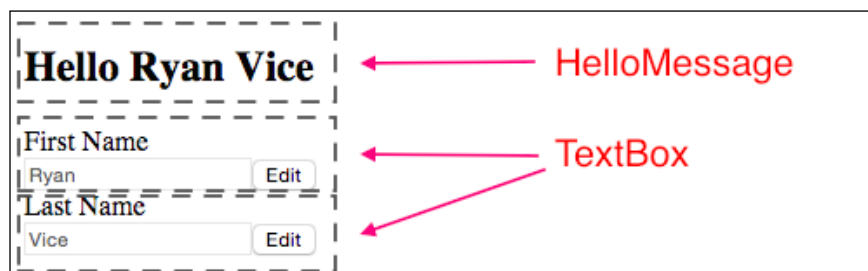 Hello Ryan Vice
HelloMessage
First Name
Ryan Edit
TextBox
Last Name
Vice Edit